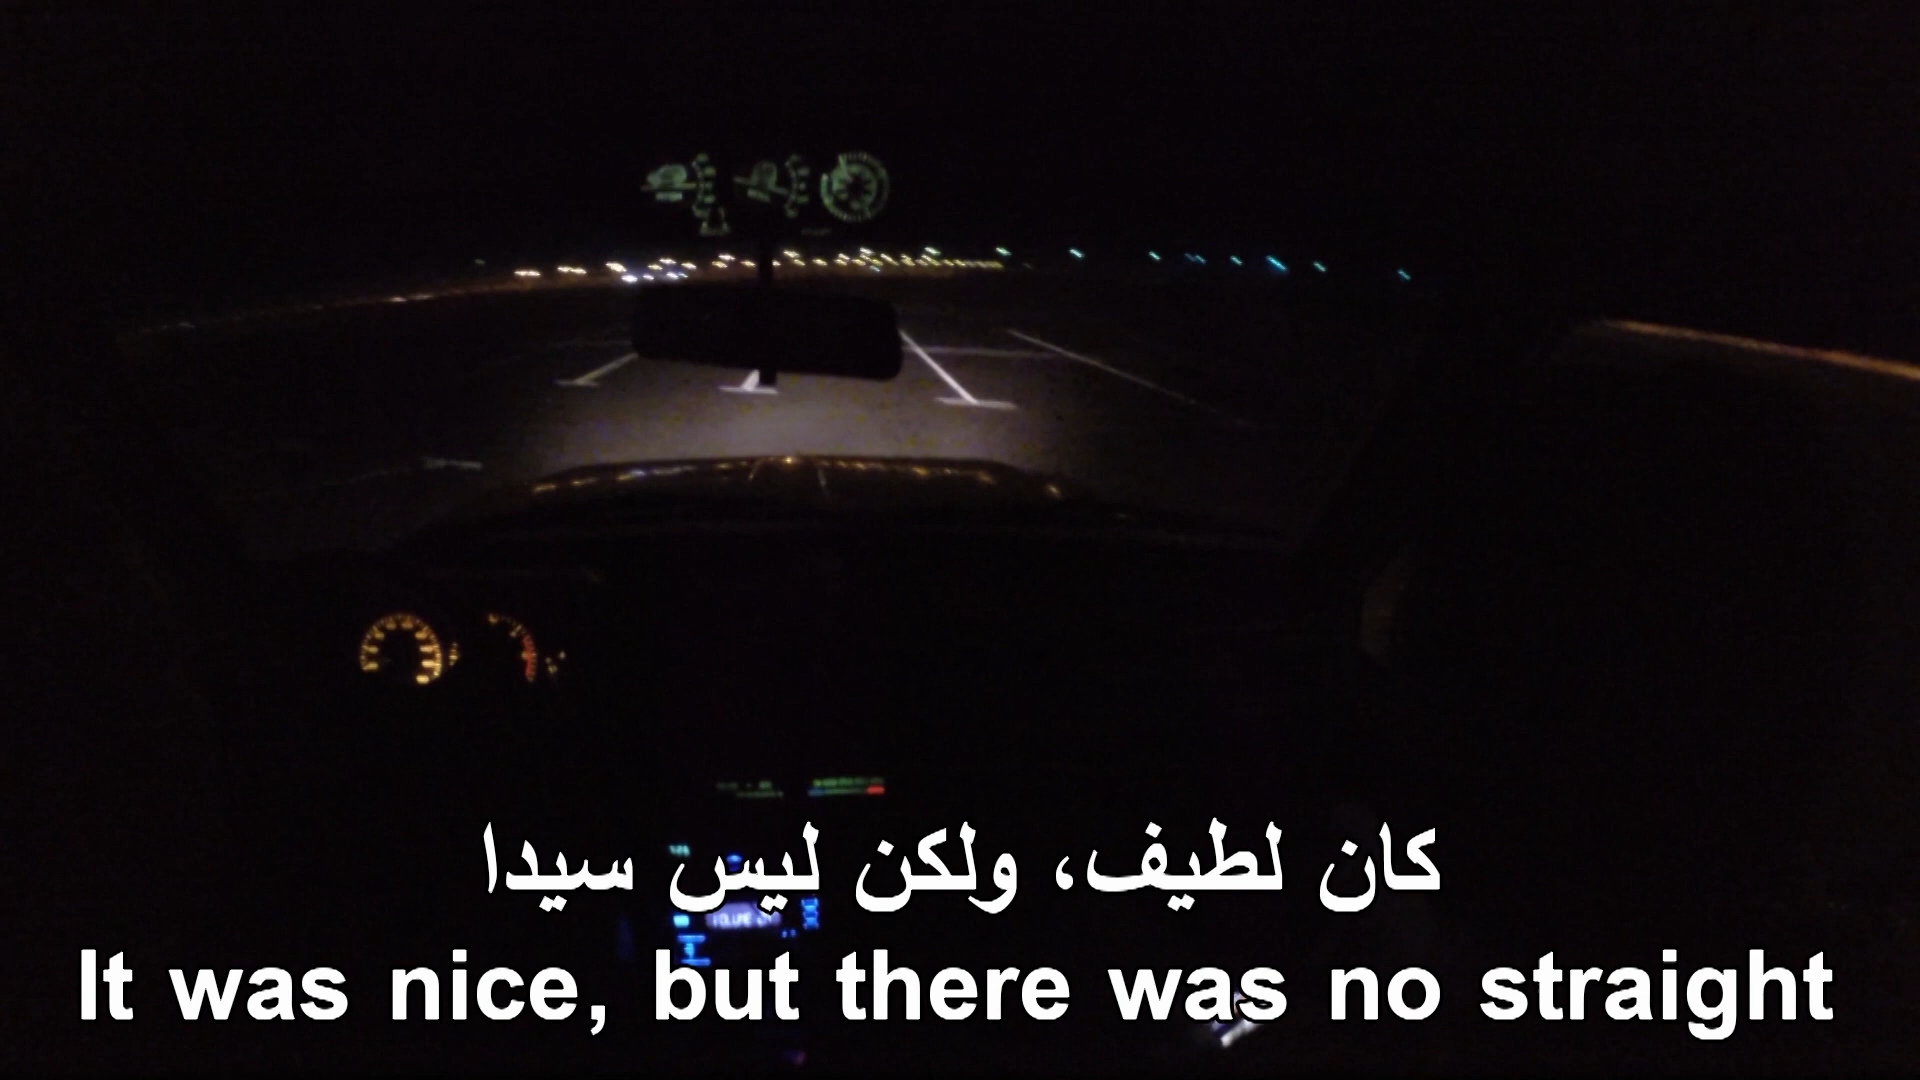 كان لطيف، ولكن ليس سيدا
It was nice, but there was no straight